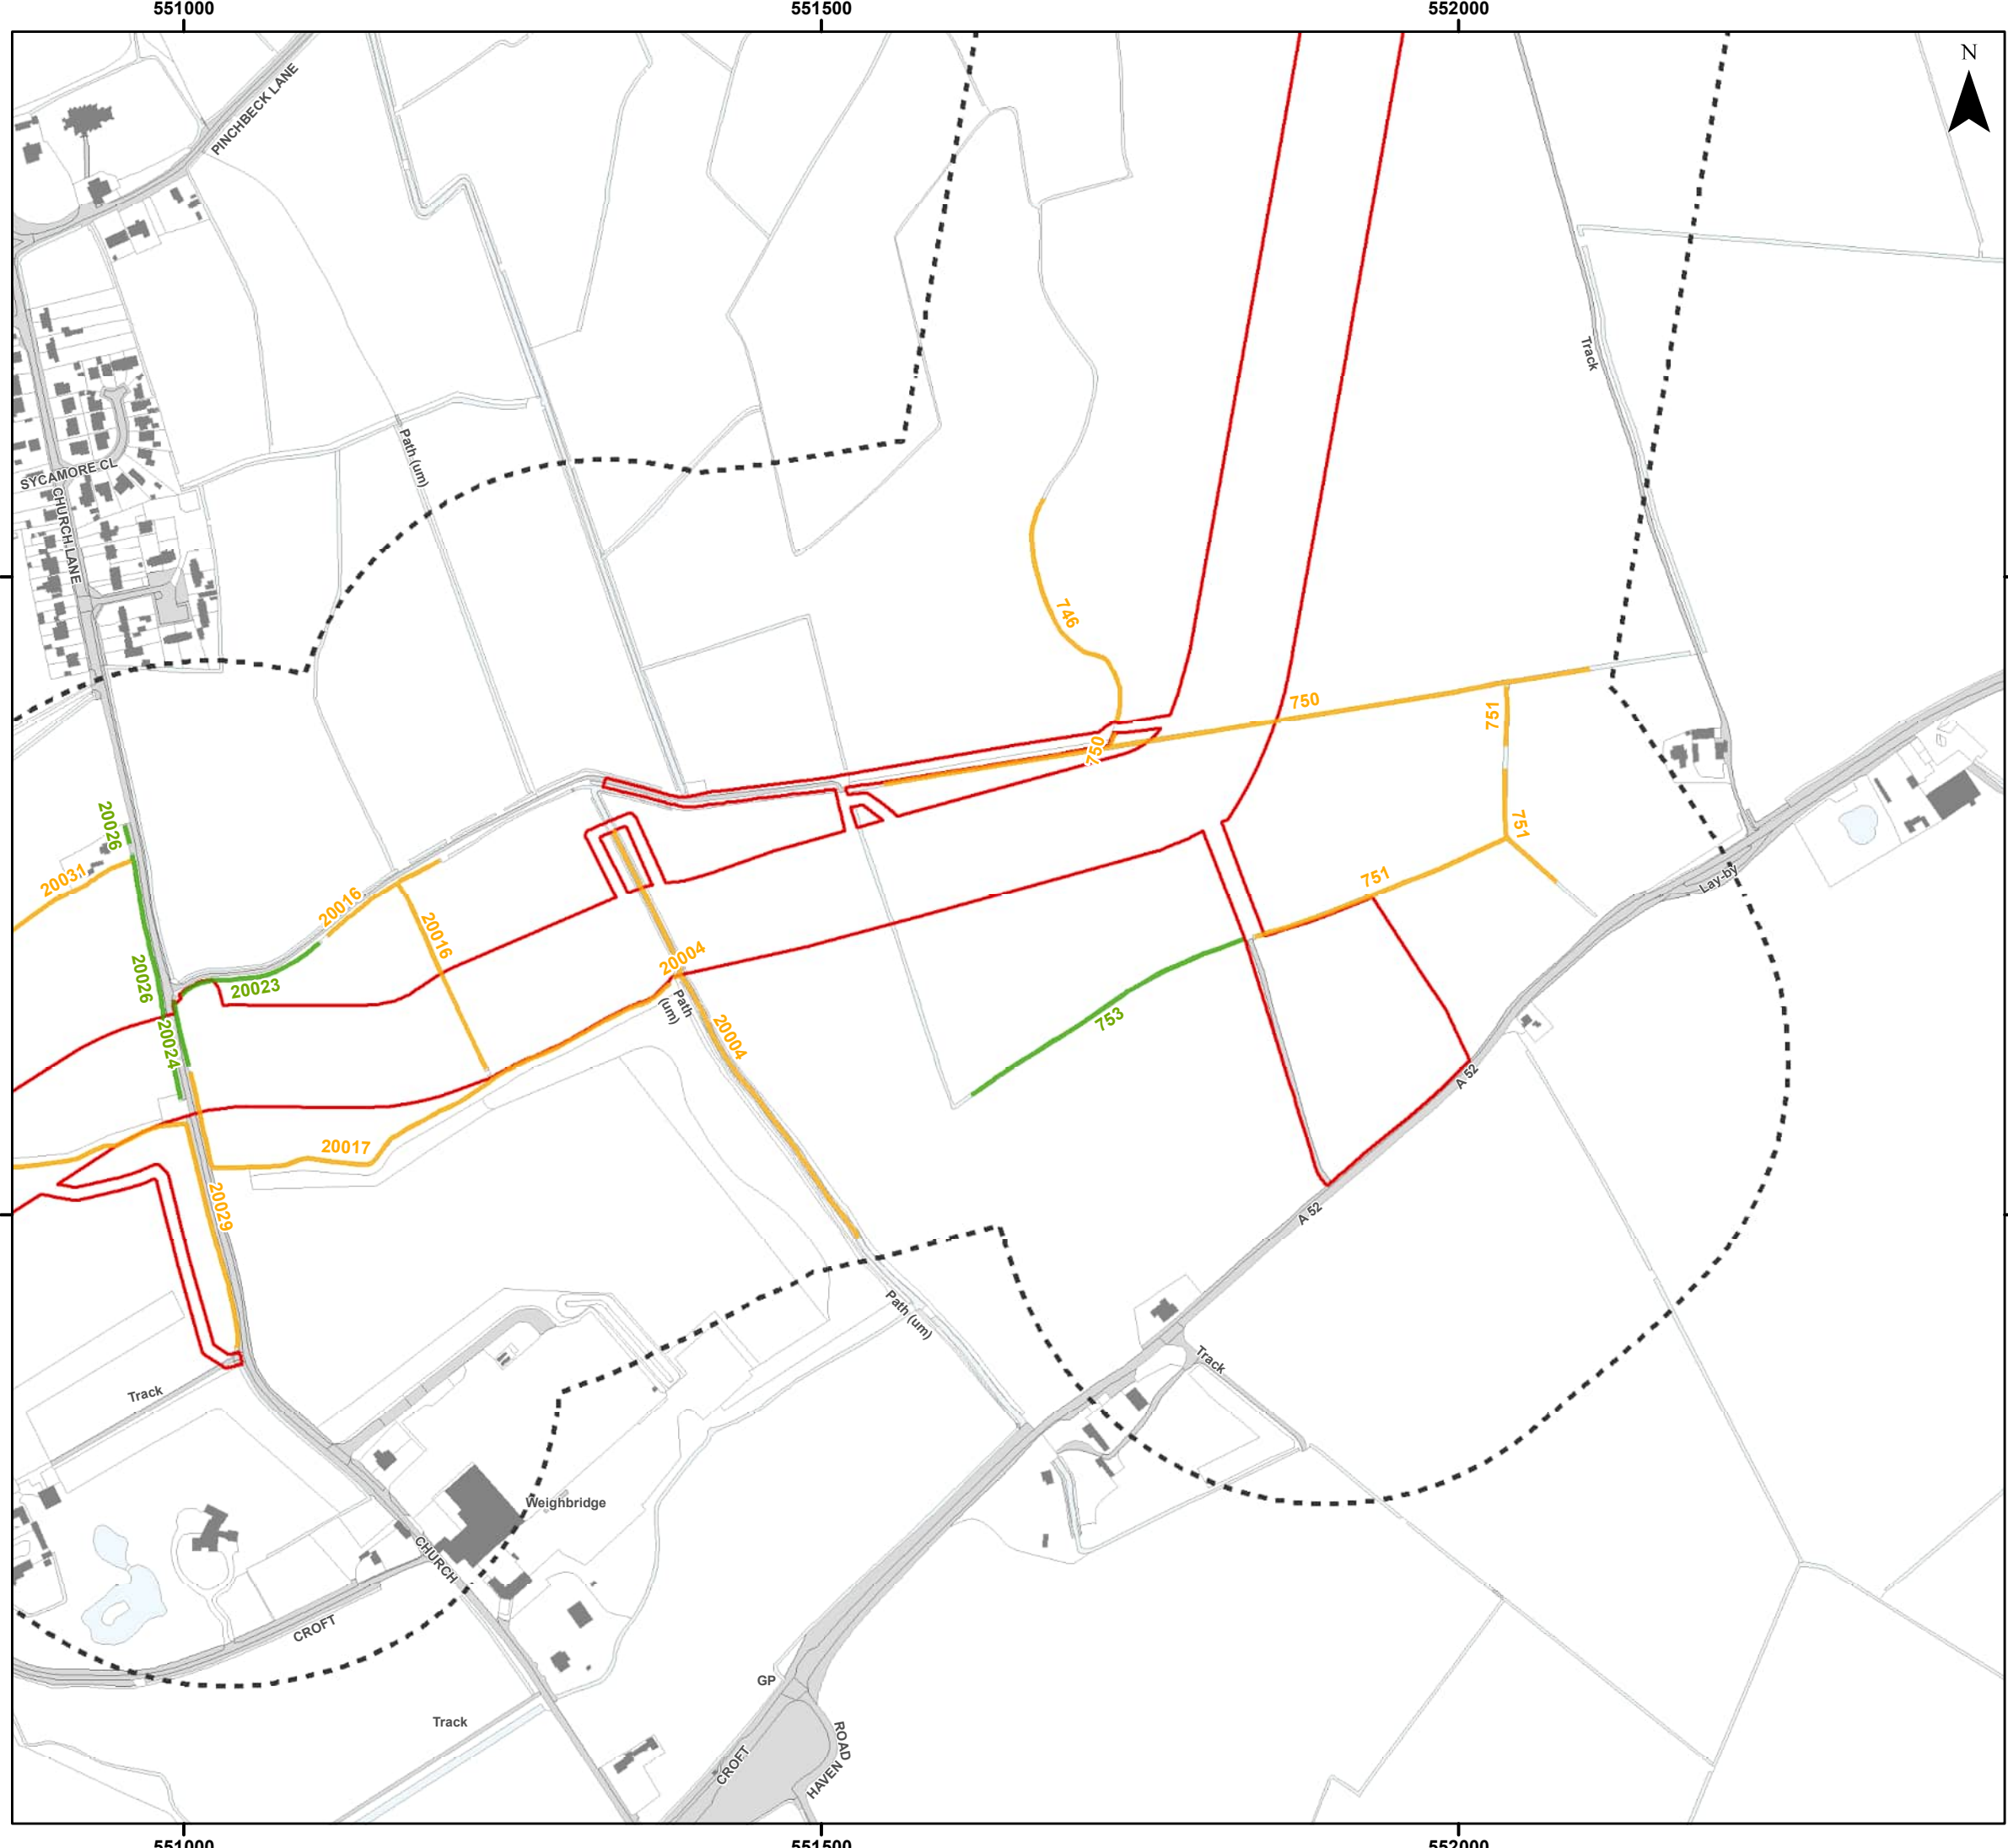 551000
551500
552000
N
PINCHBECK LANE
Track
Path (um)
SYCAMORE CL
CHURCH LANE
746
750
751
750
20026
751
20031
20016
751
Lay-by
20016
20004
20026
20023
Path
(um)
753
20024
20004
A 52
20017
20029
A 52
Path (um)
Track
Track
Weighbridge
CHURCH
CROFT
GP
Track
ROAD
CROFT
HAVEN
551000
551500
552000